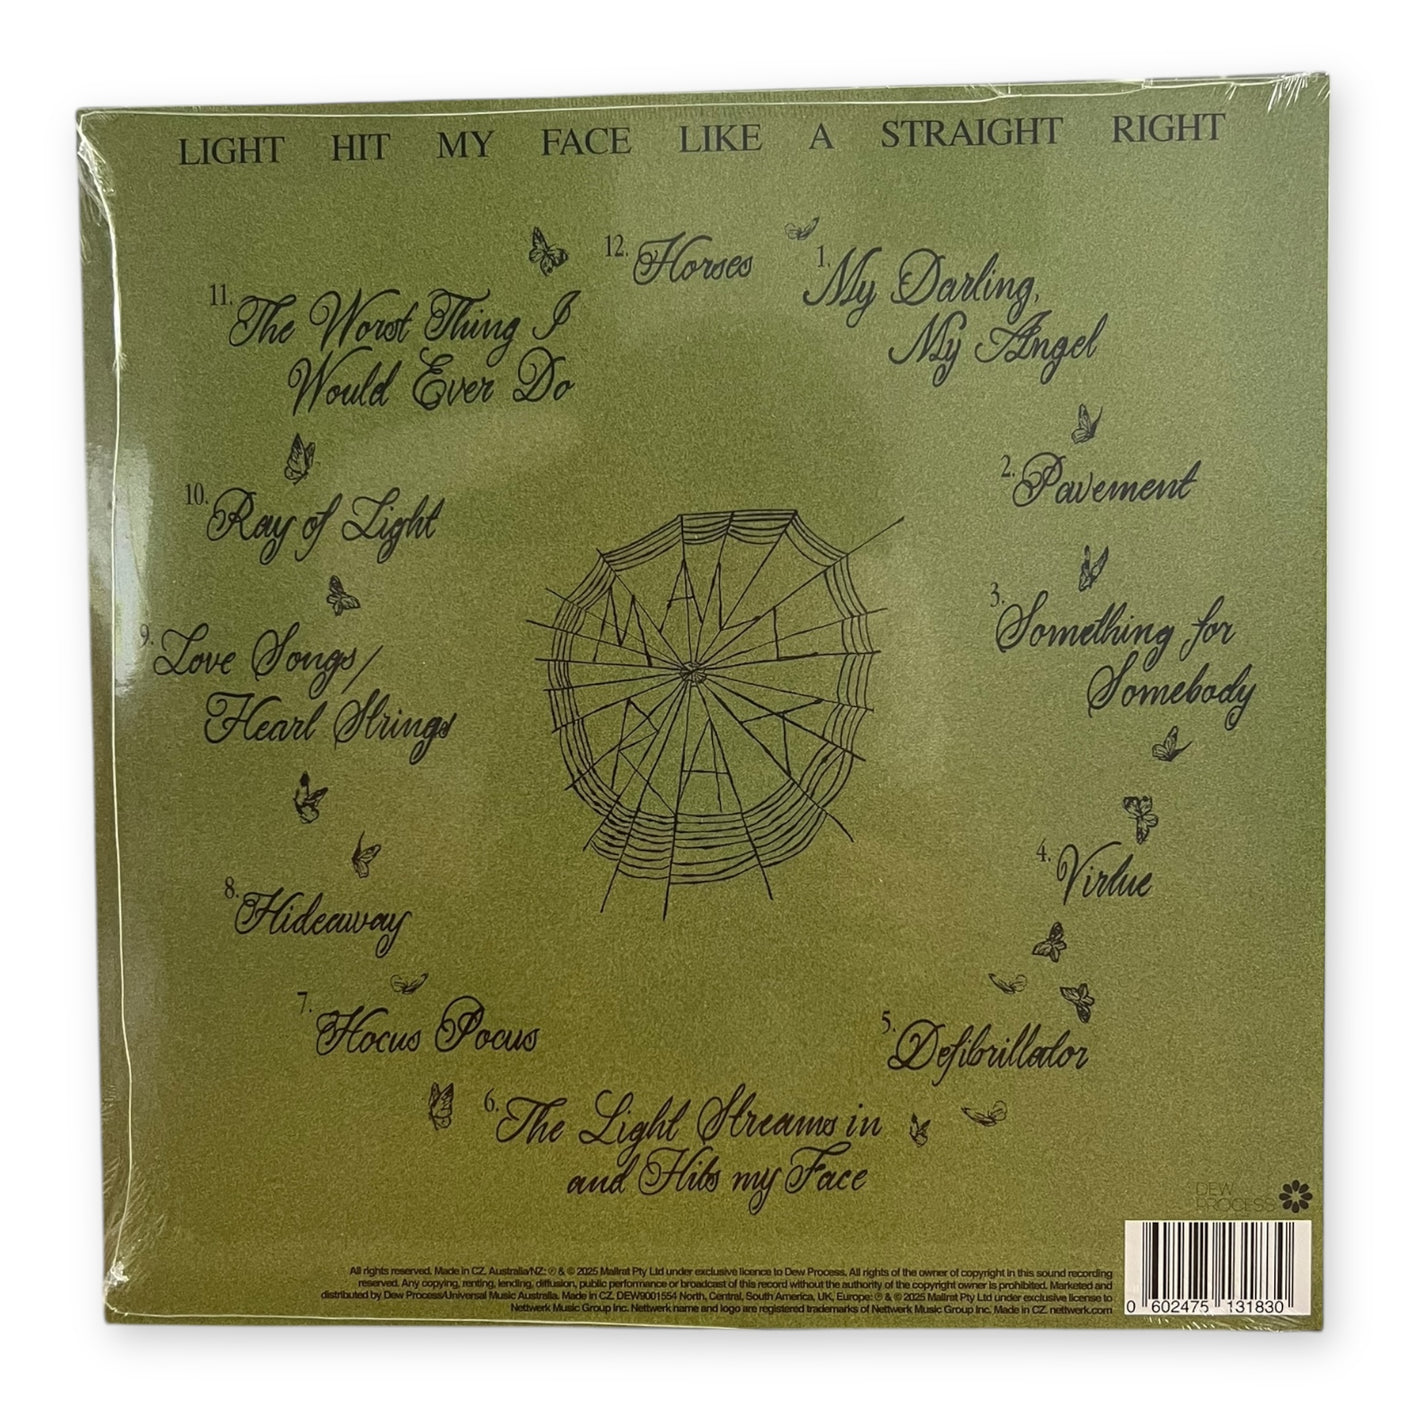 LIGHT HIT MY FACE LIKE A STRAIGHT RIGHT
1. My Darling,
My Angel
2. Pavement
3. Something for
Somebody
4. Virtue
5. Defibrillator
6. The Light Streams in
and Hits my Face
7. Hocus Pocus
8. Hideaway
9. Love Songs/
Heart Strings
10. Ray of Light
11. The Worst Thing I
Would Ever Do
12. Horses
MALL
RAT
DEW
PROCESS
All rights reserved. Made in CZ. Australia/NZ: ℗ & © 2025 Mallrat Pty Ltd under exclusive licence to Dew Process. All rights of the owner of copyright in this sound recording
reserved. Any copying, renting, lending, diffusion, public performance or broadcast of this record without the authority of the copyright owner is prohibited. Marketed and
distributed by Dew Process/Universal Music Australia. Made in CZ. DEW9001554 North, Central, South America, UK, Europe: ℗ & © 2025 Mallrat Pty Ltd under exclusive license to
Nettwerk Music Group Inc. Nettwerk name and logo are registered trademarks of Nettwerk Music Group Inc. Made in CZ. nettwerk.com
0 602475 131830